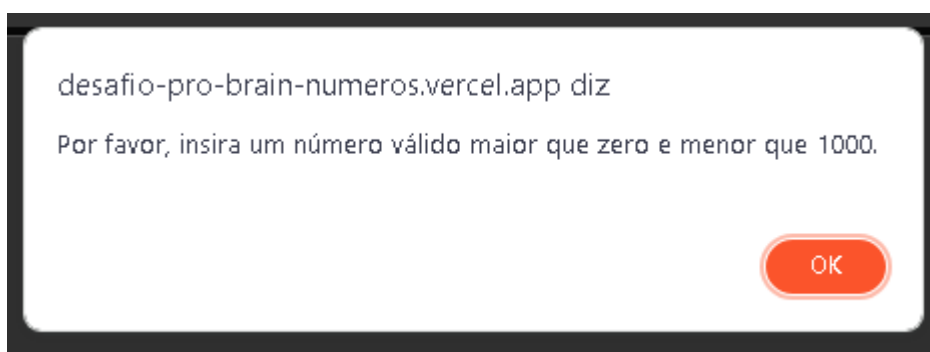 desafio-pro-brain-numeros.vercel.app diz
Por favor, insira um número válido maior que zero e menor que 1000.
OK